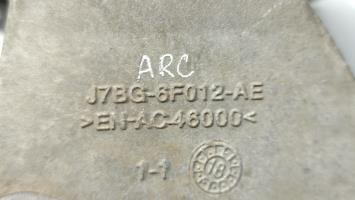 ARC
J7BG-6F012-AE
>EN-AC-46000<
1-1
18